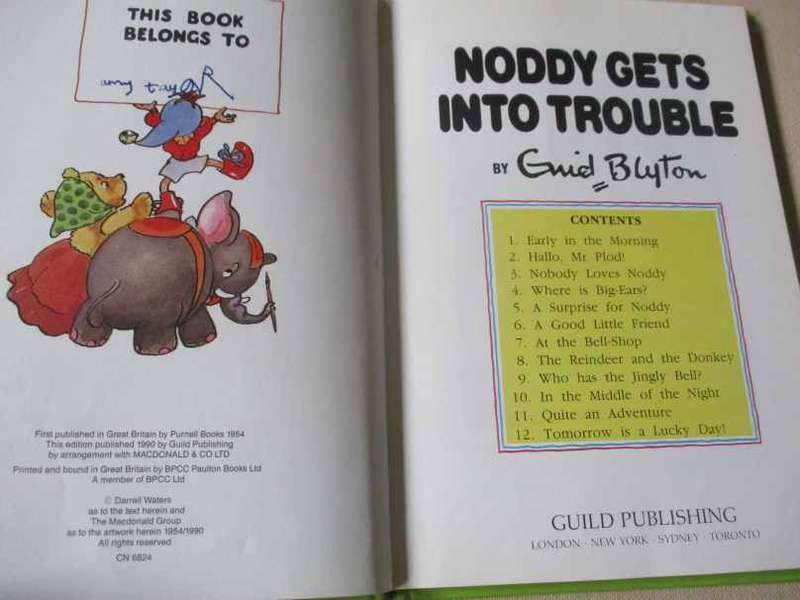 THIS BOOK
BELONGS TO
amy tayloR
First published in Great Britain by Purnell Books 1954
This edition published 1990 by Guild Publishing
by arrangement with MACDONALD & CO LTD
Printed and bound in Great Britain by BPCC Paulton Books Ltd
A member of BPCC Ltd
© Darrell Waters
as to the text herein and
The Macdonald Group
as to the artwork herein 1954/1990
All rights reserved
CN 6824
NODDY GETS
INTO TROUBLE
BY Enid Blyton
CONTENTS
1. Early in the Morning
2. Hallo, Mr Plod!
3. Nobody Loves Noddy
4. Where is Big-Ears?
5. A Surprise for Noddy
6. A Good Little Friend
7. At the Bell-Shop
8. The Reindeer and the Donkey
9. Who has the Jingly Bell?
10. In the Middle of the Night
11. Quite an Adventure
12. Tomorrow is a Lucky Day!
GUILD PUBLISHING
LONDON · NEW YORK · SYDNEY · TORONTO